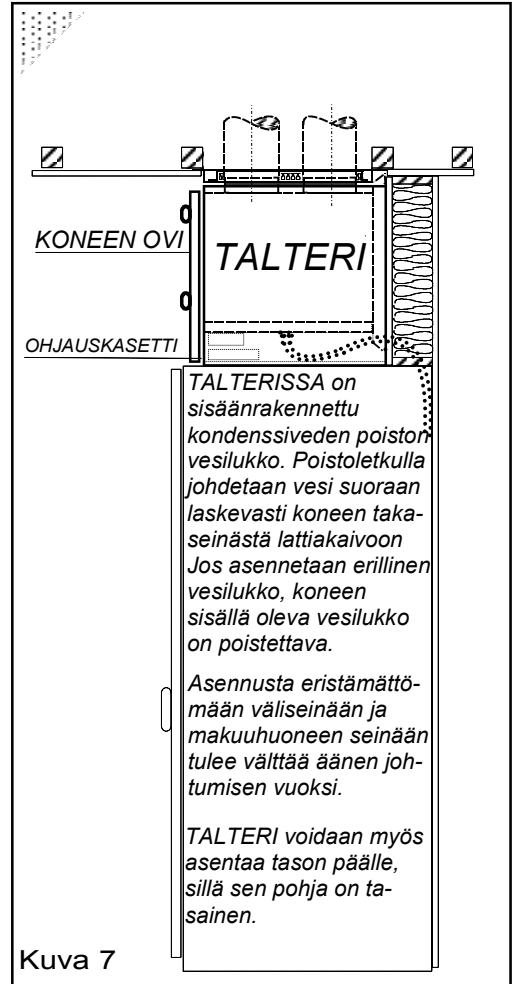 KONEEN OVI
TALTERI
OHJAUSKASETTI
TALTERISSA on
sisäänrakennettu
kondenssiveden poiston
vesilukko. Poistoletkulla
johdetaan vesi suoraan
laskevasti koneen taka-
seinästä lattiakaivoon
Jos asennetaan erillinen
vesilukko, koneen
sisällä oleva vesilukko
on poistettava.
Asennusta eristämättö-
mään väliseinään ja
makuuhuoneen seinään
tulee välttää äänen joh-
tumisen vuoksi.
TALTERI voidaan myös
asentaa tason päälle,
sillä sen pohja on ta-
sainen.
Kuva 7